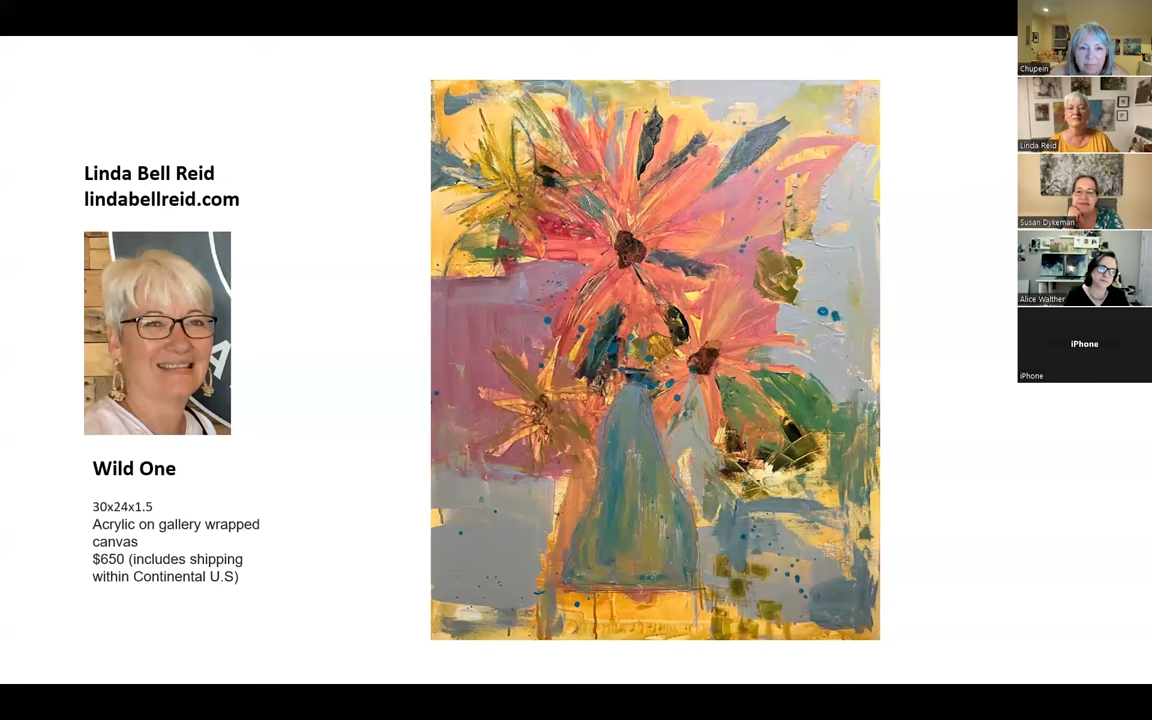 Linda Bell Reid
lindabellreid.com
Wild One
30x24x1.5
Acrylic on gallery wrapped
canvas
$650 (includes shipping
within Continental U.S)
Chupein
Linda Reid
Susan Dykeman
Alice Walther
iPhone
iPhone